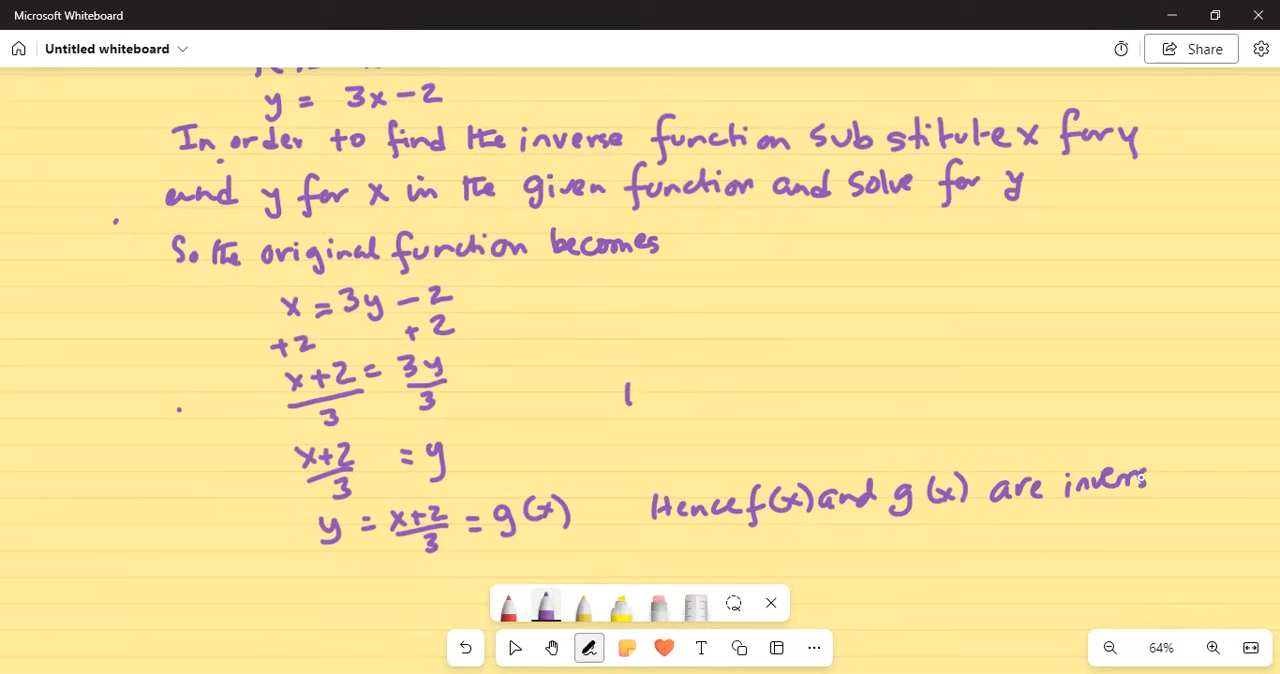 Microsoft Whiteboard
Untitled whiteboard
Share
y = 3x - 2
In order to find the inverse function substitute x for y
and y for x in the given function and solve for y
So the original function becomes
x = 3y - 2
+2 +2
x+2 = 3y
3 3
x+2 = y
3
y = x+2 = g(x) Hence f(x) and g(x) are invers
3
64%